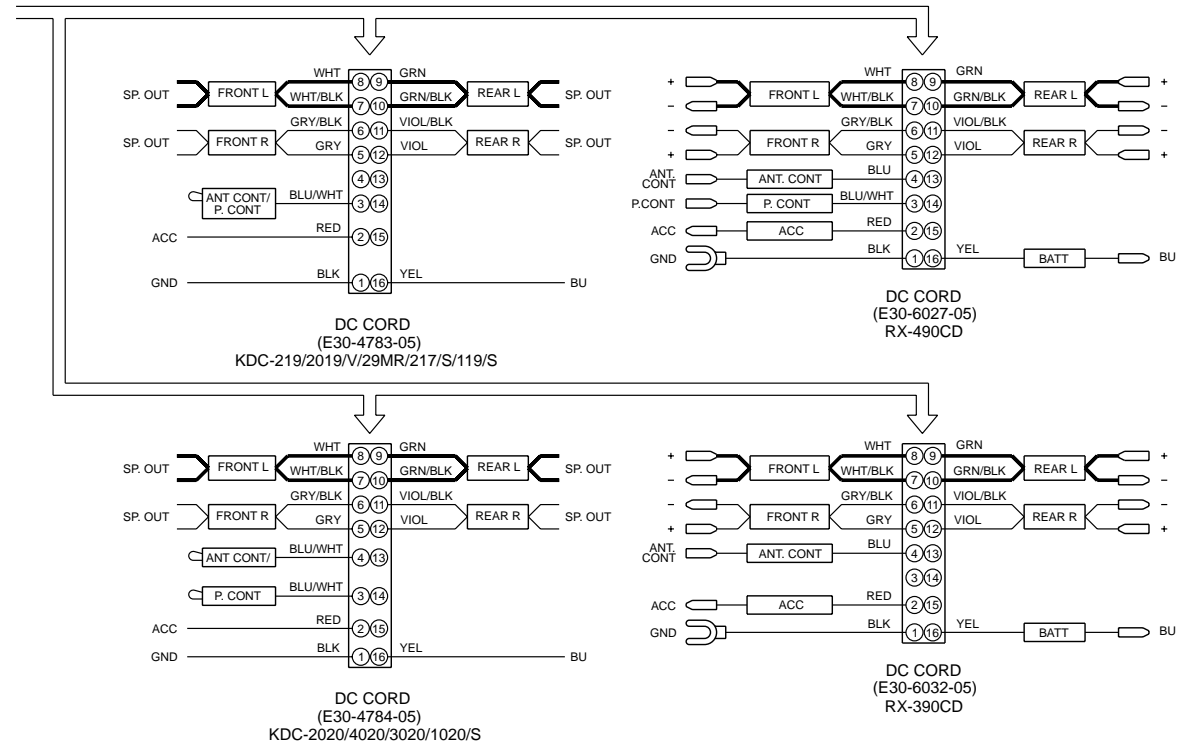 WHT 8 9 GRN
SP. OUT FRONT L WHT/BLK 7 10 GRN/BLK REAR L SP. OUT
GRY/BLK 6 11 VIOL/BLK
SP. OUT FRONT R GRY 5 12 VIOL REAR R SP. OUT
4 13
ANT CONT/
P. CONT BLU/WHT 3 14
ACC RED 2 15
GND BLK 1 16 YEL BU
DC CORD
(E30-4783-05)
KDC-219/2019/V/29MR/217/S/119/S
+ WHT 8 9 GRN +
FRONT L WHT/BLK 7 10 GRN/BLK REAR L
- -
- GRY/BLK 6 11 VIOL/BLK -
FRONT R GRY 5 12 VIOL REAR R
+ +
ANT.
CONT ANT. CONT BLU 4 13
P.CONT P. CONT BLU/WHT 3 14
ACC ACC RED 2 15
GND BLK 1 16 YEL BATT BU
DC CORD
(E30-6027-05)
RX-490CD
WHT 8 9 GRN
SP. OUT FRONT L WHT/BLK 7 10 GRN/BLK REAR L SP. OUT
GRY/BLK 6 11 VIOL/BLK
SP. OUT FRONT R GRY 5 12 VIOL REAR R SP. OUT
ANT CONT/ BLU/WHT 4 13
P. CONT BLU/WHT 3 14
ACC RED 2 15
GND BLK 1 16 YEL BU
DC CORD
(E30-4784-05)
KDC-2020/4020/3020/1020/S
+ WHT 8 9 GRN +
FRONT L WHT/BLK 7 10 GRN/BLK REAR L
- -
- GRY/BLK 6 11 VIOL/BLK -
FRONT R GRY 5 12 VIOL REAR R
+ +
ANT.
CONT ANT. CONT BLU 4 13
3 14
ACC ACC RED 2 15
GND BLK 1 16 YEL BATT BU
DC CORD
(E30-6032-05)
RX-390CD